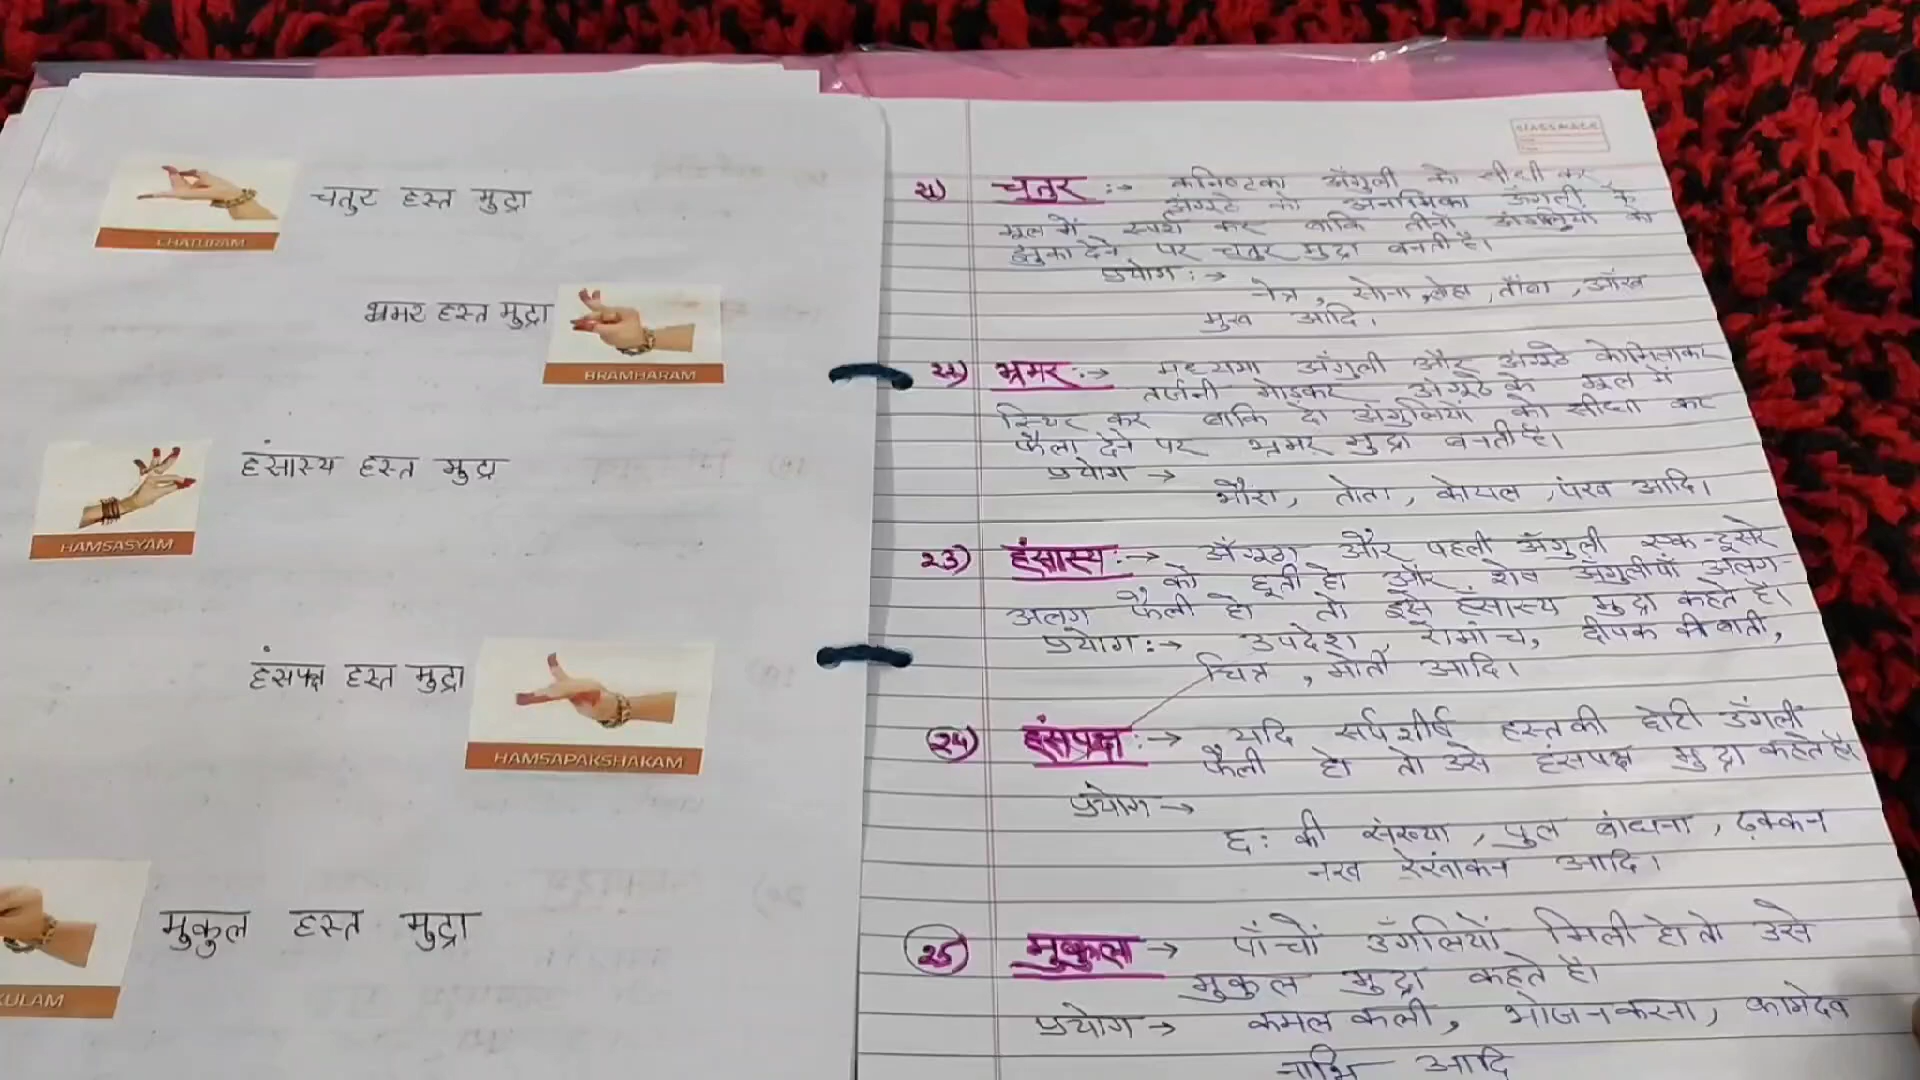 CHATURAM
चतुर हस्त मुद्रा
भ्रमर हस्त मुद्रा
BRAMHARAM
हंसास्य हस्त मुद्रा
HAMSASYAM
हंसपक्ष हस्त मुद्रा
HAMSAPAKSHAKAM
मुकुल हस्त मुद्रा
KULAM
CLASSMATE
२१) चतुर :→ कनिष्टका अँगुली को सीधी कर
अंगूठे को अनामिका अँगुली के
मूल में स्पर्श कर बाकि तीनों अंगुलियों को
झुका देने पर चतुर मुद्रा बनती है।
प्रयोग :→
नेत्र, सोना, लोहा, ताँबा, आँख
मुख आदि।
२२) भ्रमर :→ मध्यमा अँगुली और अंगूठे को मिलाकर
तर्जनी मोड़कर अंगूठे के मूल में
स्थिर कर बाकि दो अंगुलियों को सीधा कर
फैला देने पर भ्रमर मुद्रा बनती है।
प्रयोग →
भौंरा, तोता, कोयल, पंख आदि।
२३) हंसास्य :→ अँगूठा और पहली अँगुली एक-दूसरे
को छूती हो और शेष अँगुलीयाँ अलग-
अलग फैली हो तो इसे हंसास्य मुद्रा कहते है।
प्रयोग :→ उपदेश, रोमांच, दीपक की बाती,
चित्र, मोती आदि।
२४) हंसपक्ष :→ यदि सर्पशीर्ष हस्त की छोटी उँगली
फैली हो तो उसे हंसपक्ष मुद्रा कहते है।
प्रयोग →
छः की संख्या, पुल बांधना, ढ़क्कन
नख रेखांकन आदि।
२५) मुकुल → पाँचों उँगलियाँ मिली हो तो उसे
मुकुल मुद्रा कहते है।
प्रयोग → कमल कली, भोजन करना, कामदेव
नाभि आदि